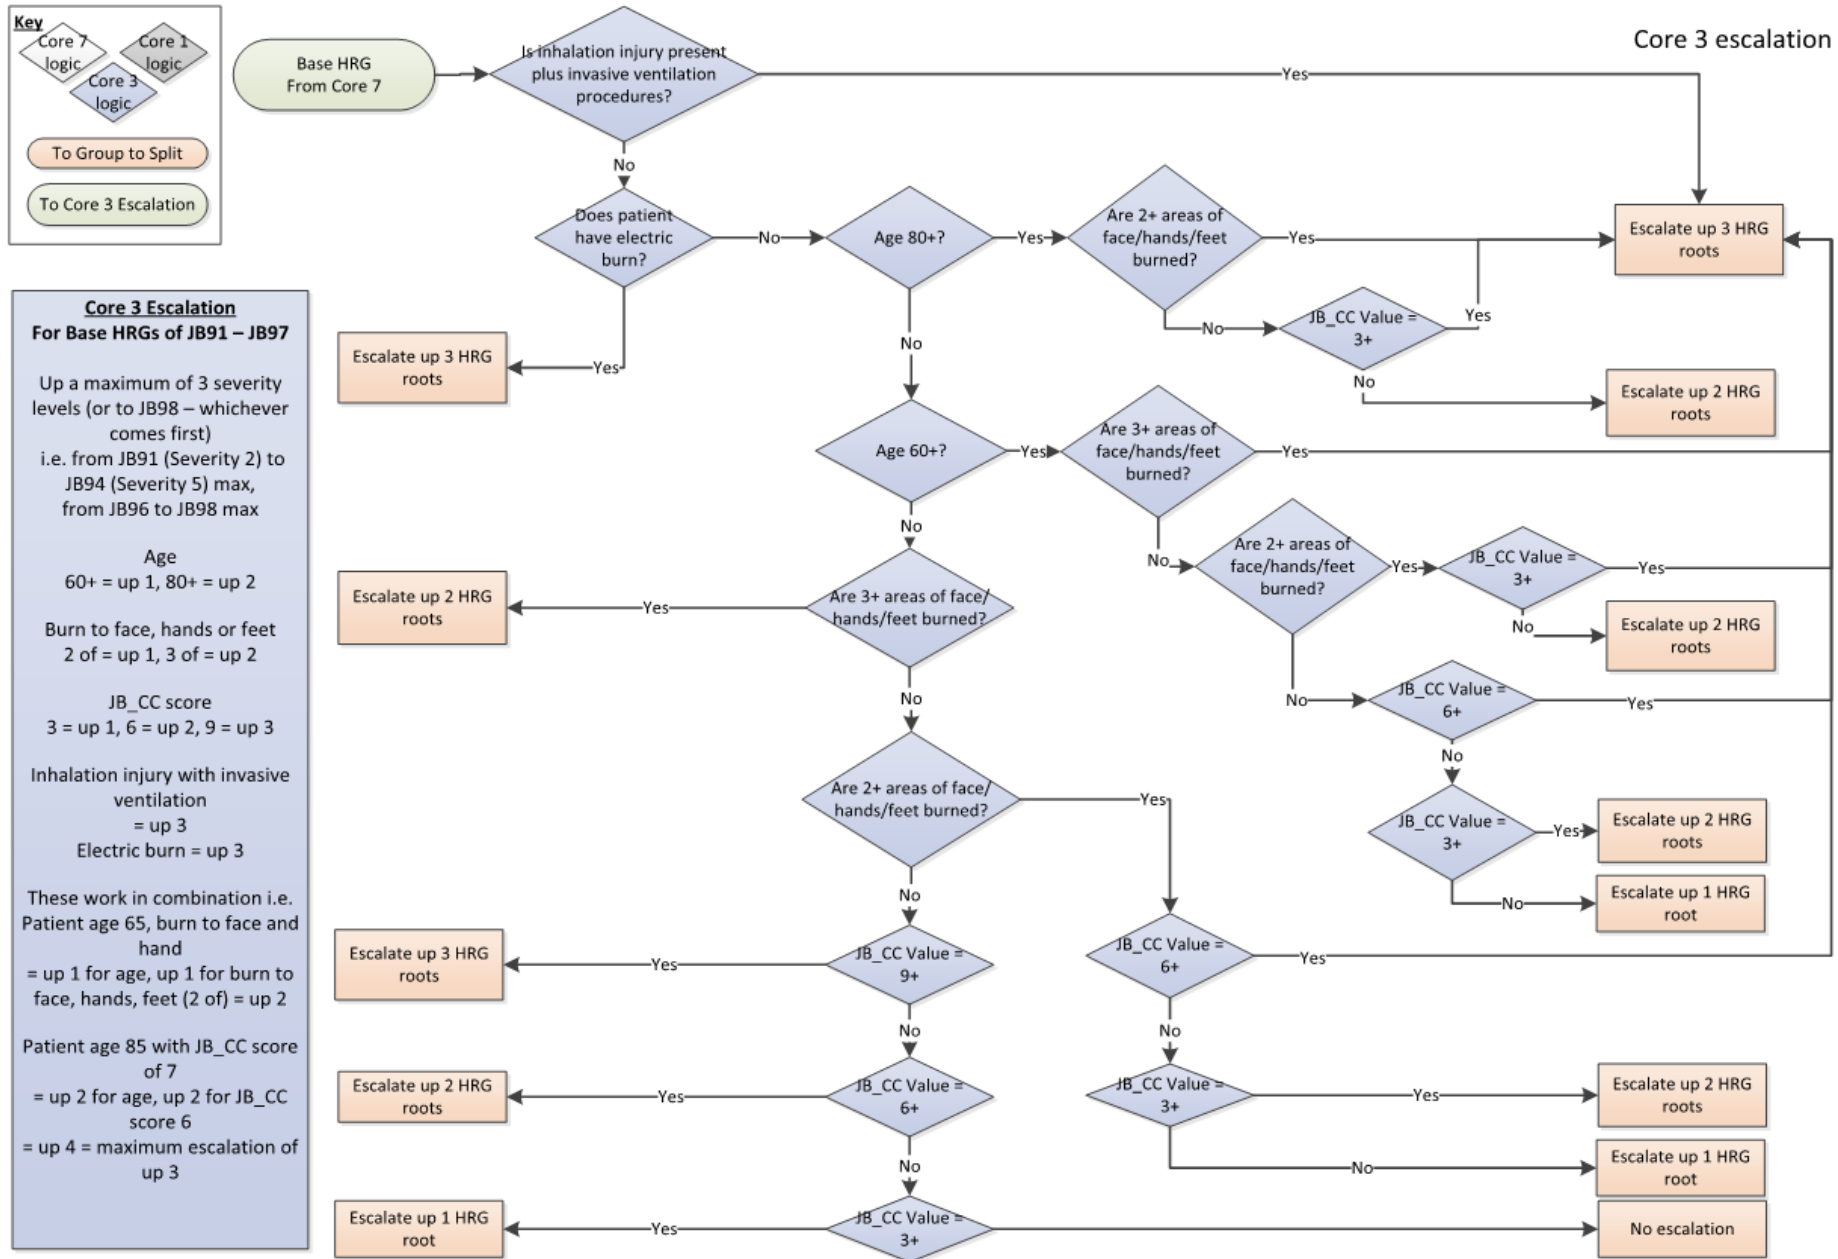 Key
Core 7
logic
Core 1
logic
Core 3
logic
To Group to Split
To Core 3 Escalation
Core 3 escalation
Base HRG
From Core 7
Is inhalation injury present
plus invasive ventilation
procedures?
Yes
No
Does patient
have electric
burn?
No
Yes
Escalate up 3 HRG
roots
Age 80+?
Yes
No
Are 2+ areas of
face/hands/feet
burned?
Yes
No
JB_CC Value =
3+
Yes
No
Escalate up 3 HRG
roots
Escalate up 2 HRG
roots
Age 60+?
Yes
No
Are 3+ areas of
face/hands/feet
burned?
Yes
No
Are 2+ areas of
face/hands/feet
burned?
Yes
No
JB_CC Value =
3+
Yes
No
Escalate up 2 HRG
roots
JB_CC Value =
6+
Yes
No
JB_CC Value =
3+
Yes
Escalate up 2 HRG
roots
No
Escalate up 1 HRG
root
Are 3+ areas of face/
hands/feet burned?
Yes
Escalate up 2 HRG
roots
No
Are 2+ areas of face/
hands/feet burned?
Yes
No
JB_CC Value =
6+
Yes
No
JB_CC Value =
3+
Yes
Escalate up 2 HRG
roots
No
Escalate up 1 HRG
root
JB_CC Value =
9+
Yes
Escalate up 3 HRG
roots
No
JB_CC Value =
6+
Yes
Escalate up 2 HRG
roots
No
JB_CC Value =
3+
Yes
Escalate up 1 HRG
root
No escalation
Core 3 Escalation
For Base HRGs of JB91 – JB97
Up a maximum of 3 severity
levels (or to JB98 – whichever
comes first)
i.e. from JB91 (Severity 2) to
JB94 (Severity 5) max,
from JB96 to JB98 max
Age
60+ = up 1, 80+ = up 2
Burn to face, hands or feet
2 of = up 1, 3 of = up 2
JB_CC score
3 = up 1, 6 = up 2, 9 = up 3
Inhalation injury with invasive
ventilation
= up 3
Electric burn = up 3
These work in combination i.e.
Patient age 65, burn to face and
hand
= up 1 for age, up 1 for burn to
face, hands, feet (2 of) = up 2
Patient age 85 with JB_CC score
of 7
= up 2 for age, up 2 for JB_CC
score 6
= up 4 = maximum escalation of
up 3